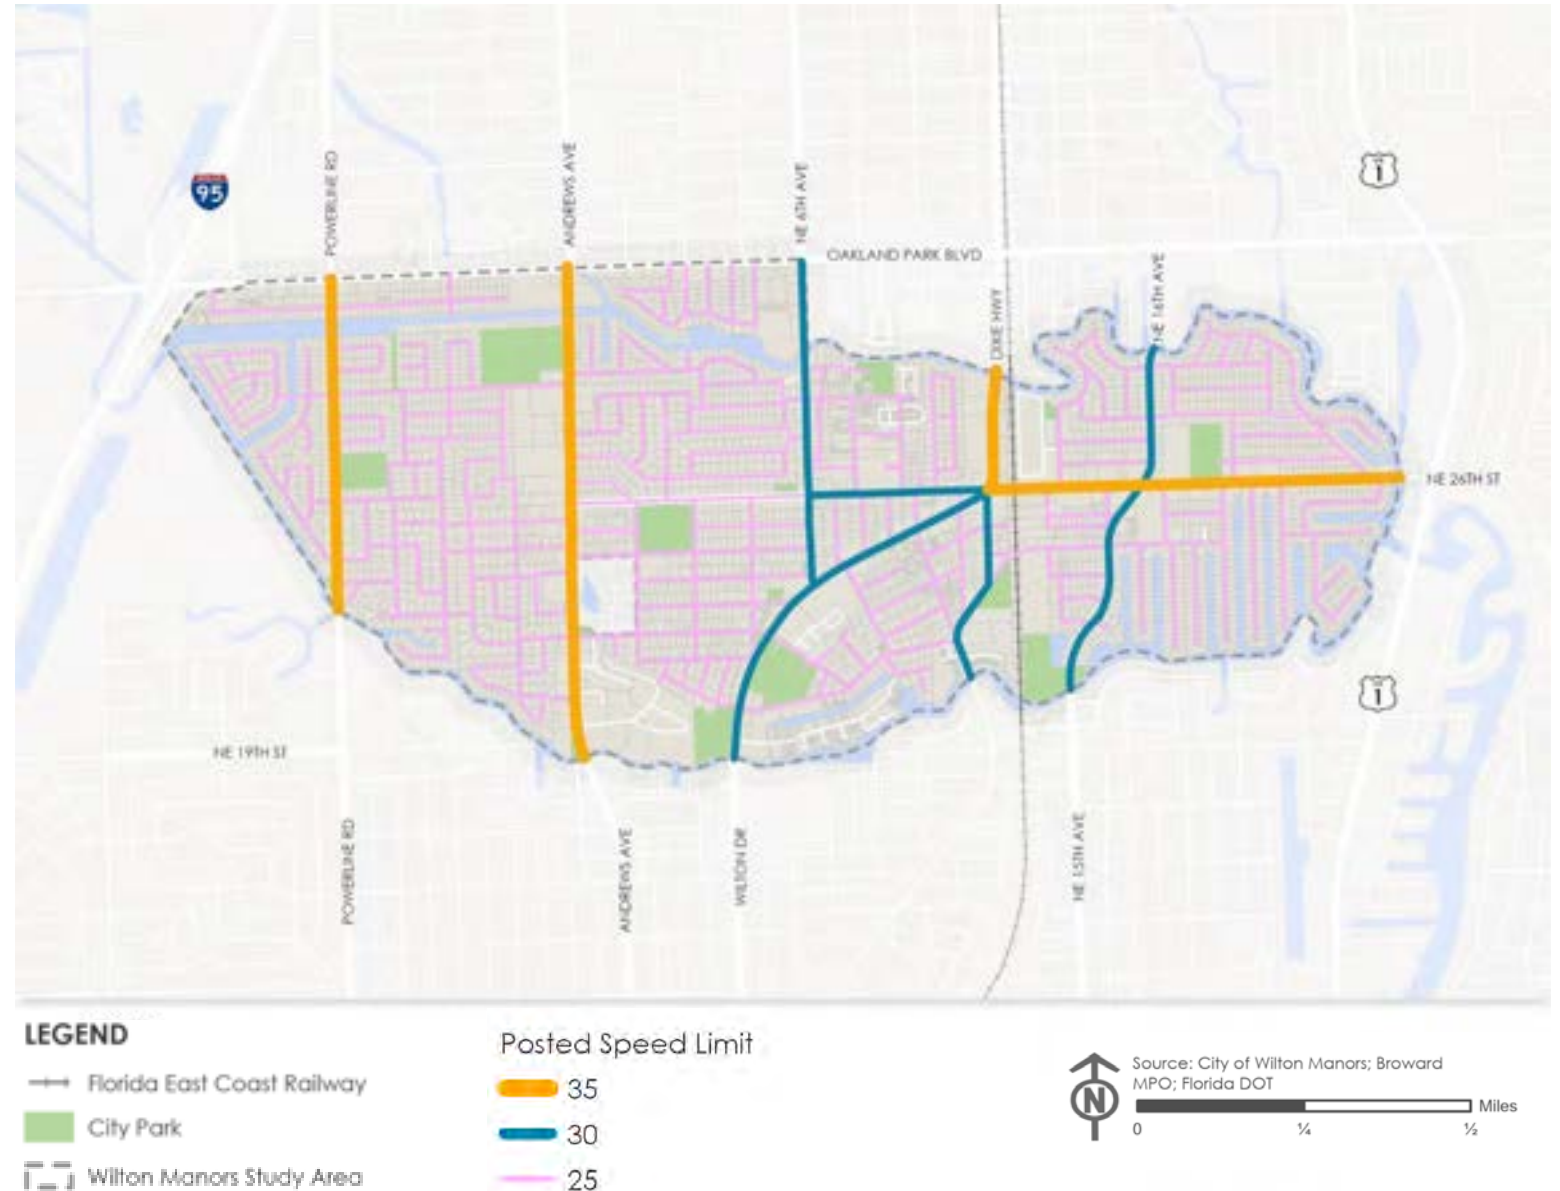 POWERLINE RD
ANDREWS AVE
NE 6TH AVE
95
1
OAKLAND PARK BLVD
NE 16TH AVE
DIXIE HWY
NE 26TH ST
1
NE 19TH ST
POWERLINE RD
ANDREWS AVE
WILTON DR
NE 15TH AVE
LEGEND
Florida East Coast Railway
City Park
Wilton Manors Study Area
Posted Speed Limit
35
30
25
N
Source: City of Wilton Manors; Broward
MPO; Florida DOT
Miles
0 ¼ ½